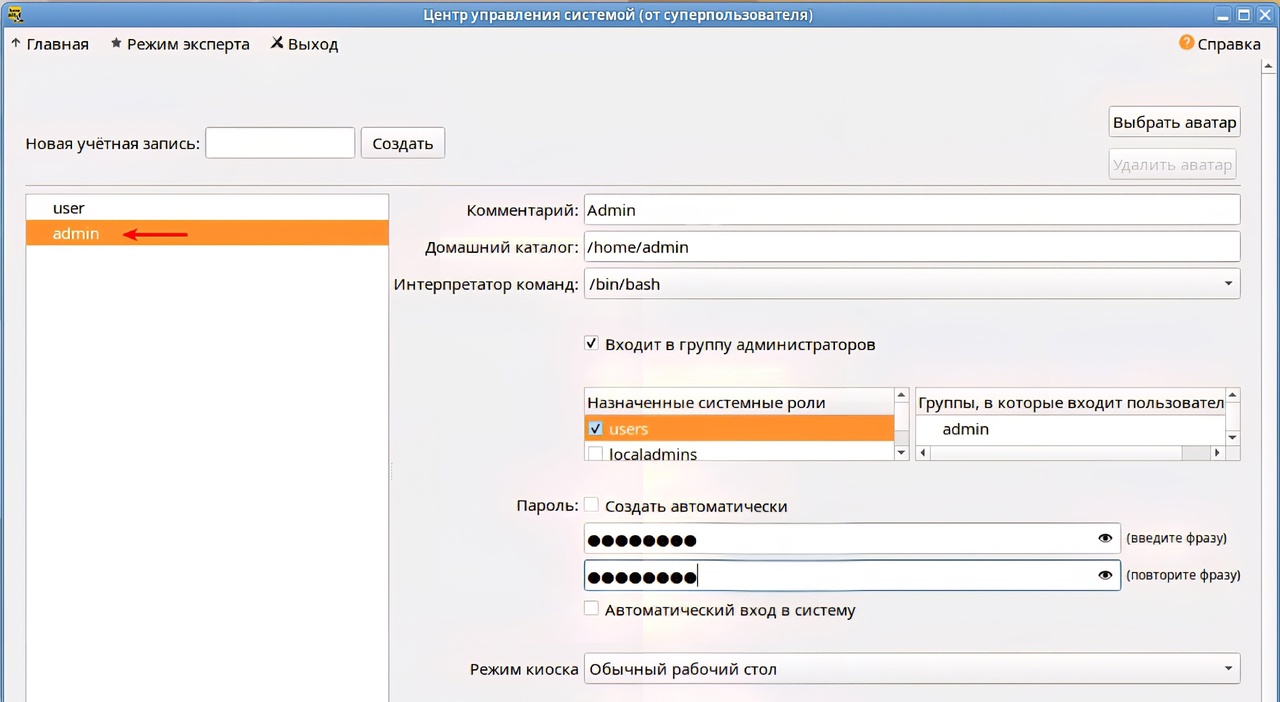 Центр управления системой (от суперпользователя)
Главная Режим эксперта Выход Справка
Выбрать аватар
Новая учётная запись: Создать
Удалить аватар
user
admin
Комментарий: Admin
Домашний каталог: /home/admin
Интерпретатор команд: /bin/bash
Входит в группу администраторов
Назначенные системные роли
users
localadmins
Группы, в которые входит пользовател
admin
Пароль: Создать автоматически
●●●●●●●● (введите фразу)
●●●●●●●● (повторите фразу)
Автоматический вход в систему
Режим киоска Обычный рабочий стол